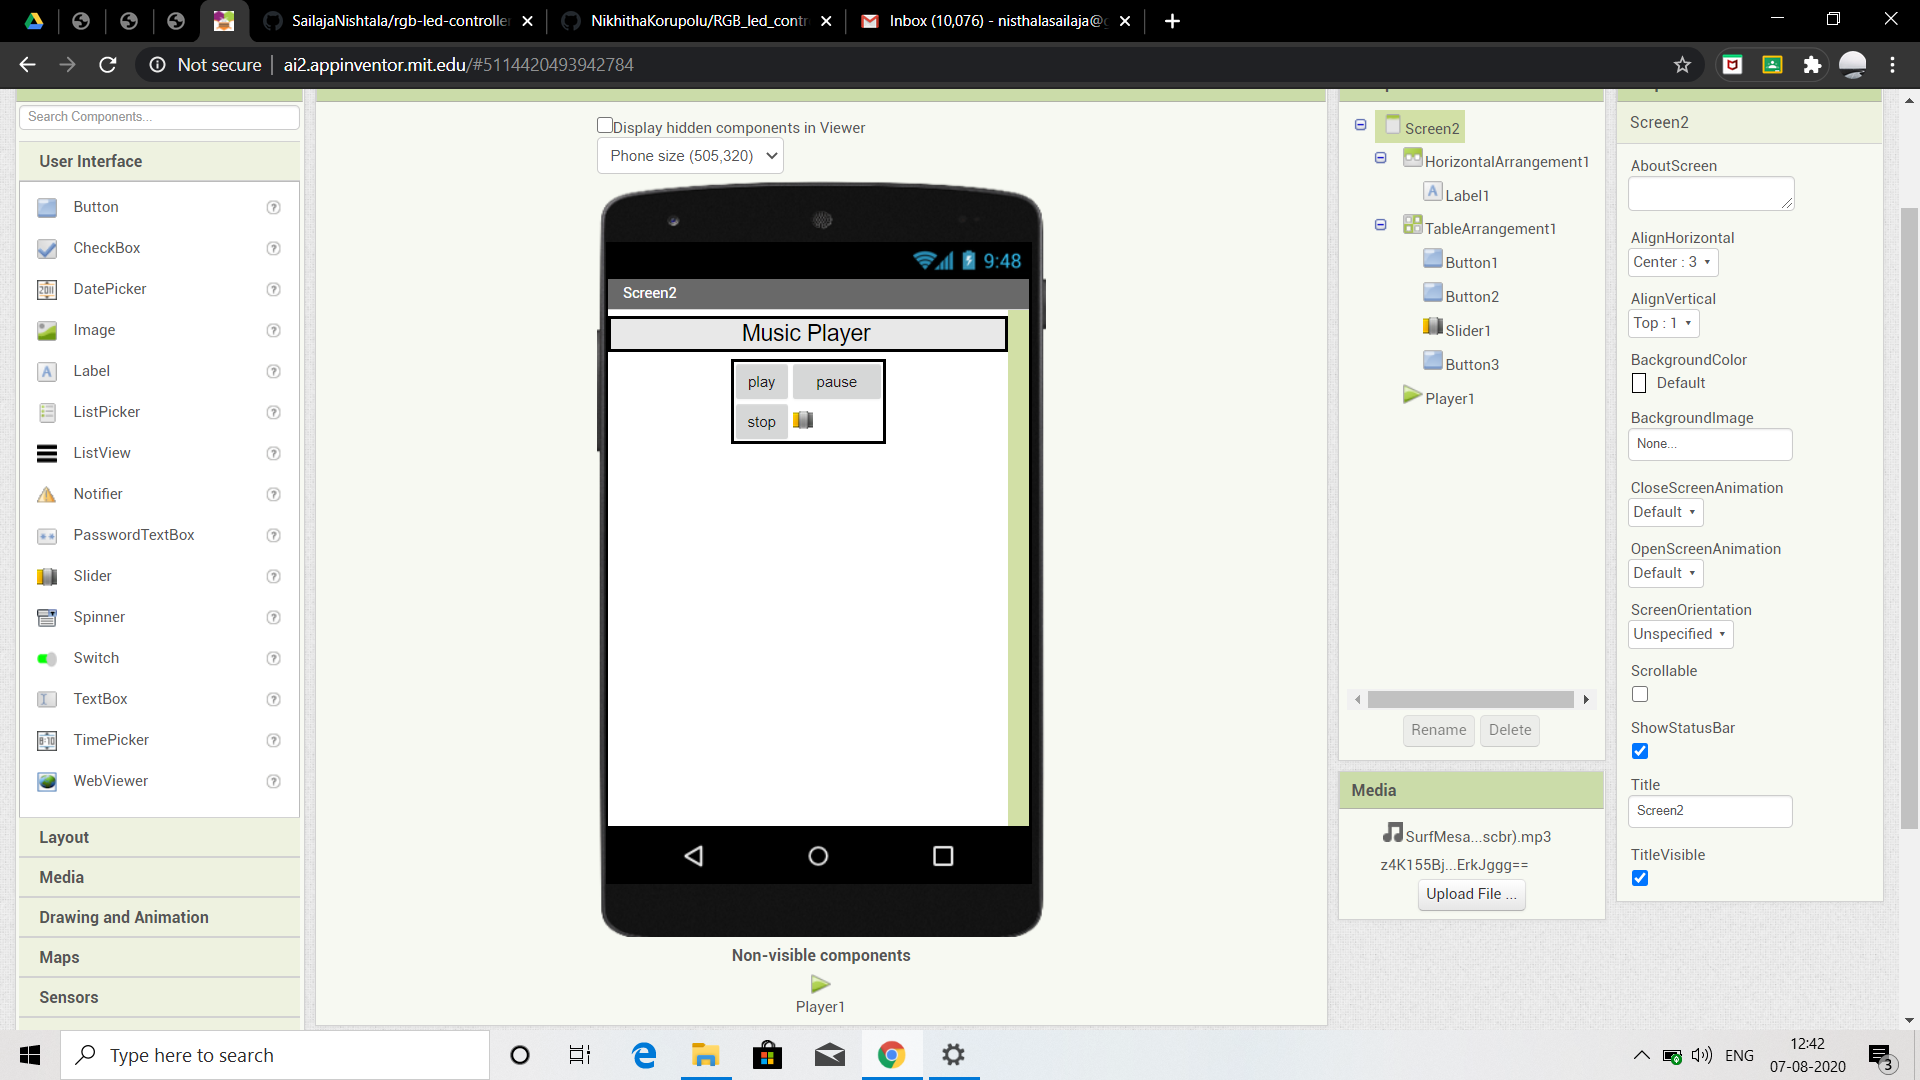 SailajaNishtala/rgb-led-controlle
NikhithaKorupolu/RGB_led_contr
Inbox (10,076) - nisthalasailaja@
Not secure
ai2.appinventor.mit.edu/#5114420493942784
Search Components...
User Interface
Button
CheckBox
DatePicker
Image
Label
ListPicker
ListView
Notifier
PasswordTextBox
Slider
Spinner
Switch
TextBox
TimePicker
WebViewer
Layout
Media
Drawing and Animation
Maps
Sensors
Display hidden components in Viewer
Phone size (505,320)
9:48
Screen2
Music Player
play
pause
stop
Non-visible components
Player1
Screen2
HorizontalArrangement1
Label1
TableArrangement1
Button1
Button2
Slider1
Button3
Player1
Rename
Delete
Media
SurfMesa...scbr).mp3
z4K155Bj...ErkJggg==
Upload File ...
Screen2
AboutScreen
AlignHorizontal
Center : 3
AlignVertical
Top : 1
BackgroundColor
Default
BackgroundImage
None...
CloseScreenAnimation
Default
OpenScreenAnimation
Default
ScreenOrientation
Unspecified
Scrollable
ShowStatusBar
Title
Screen2
TitleVisible
Type here to search
ENG
12:42
07-08-2020
3